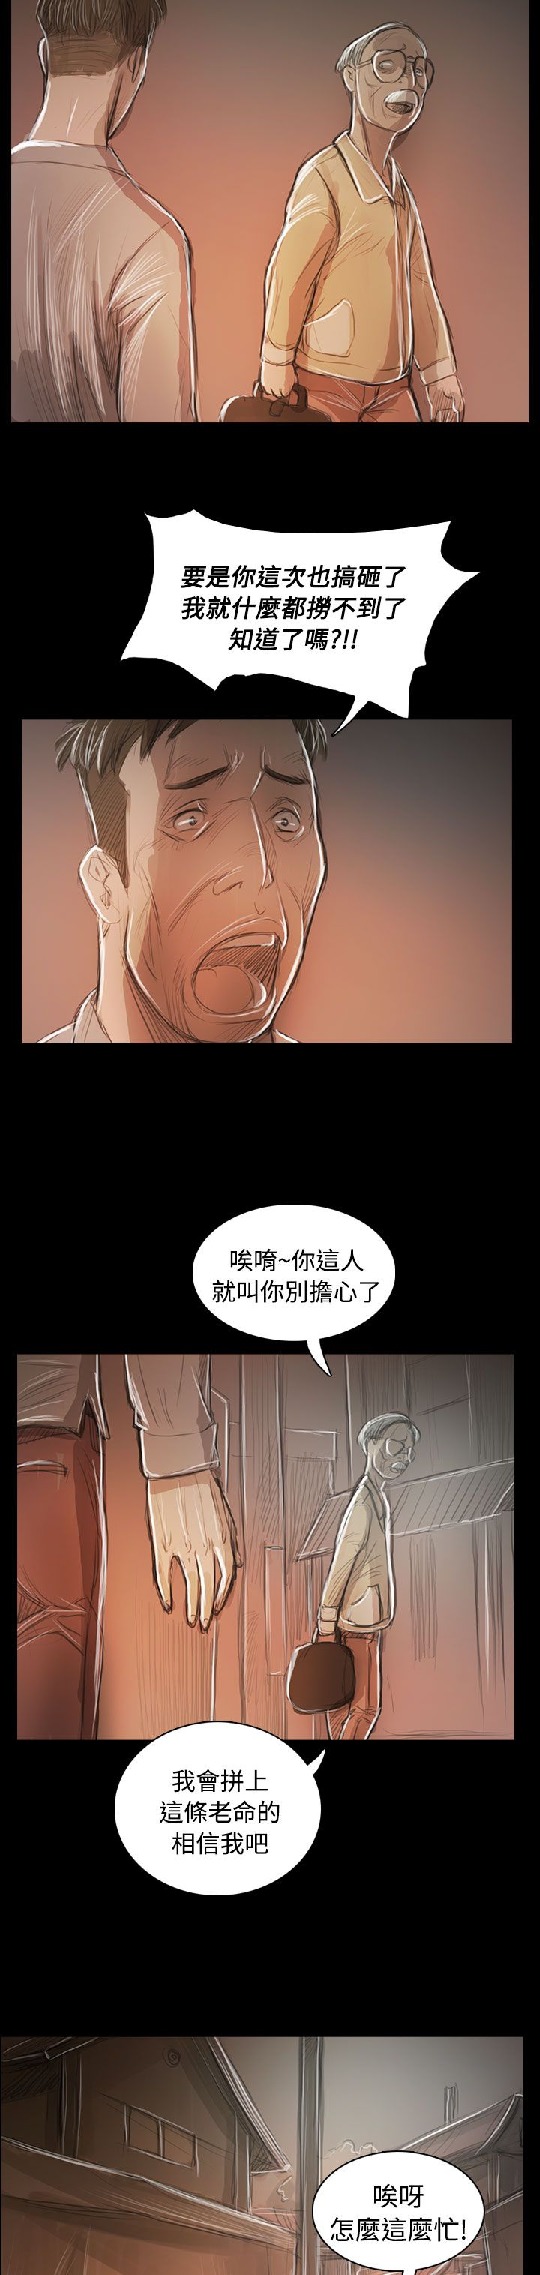 要是你這次也搞砸了
我就什麼都撈不到了
知道了嗎?!!
唉唷~你這人
就叫你別擔心了
我會拼上
這條老命的
相信我吧
唉呀
怎麼這麼忙!